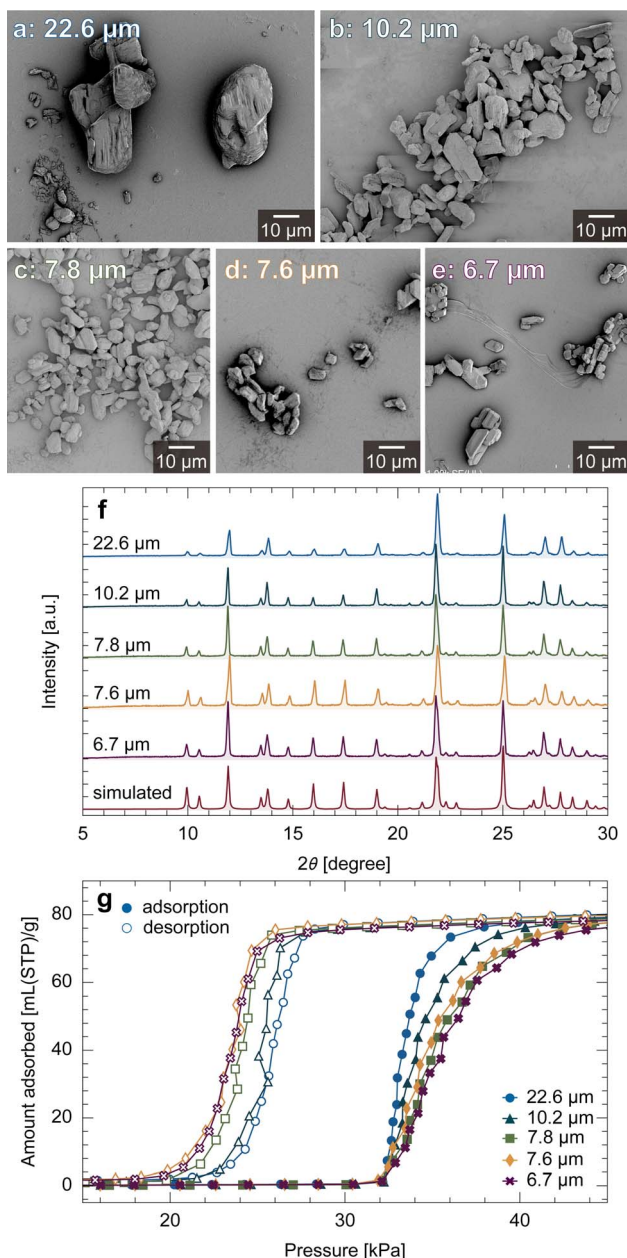 a: 22.6 μm
b: 10.2 μm
10 μm
10 μm
c: 7.8 μm
d: 7.6 μm
e: 6.7 μm
10 μm
10 μm
10 μm
f
22.6 μm
10.2 μm
7.8 μm
7.6 μm
6.7 μm
simulated
Intensity [a.u.]
5 10 15 20 25 30
2θ [degree]
g
adsorption
desorption
80
60
40
20
0
Amount adsorbed [mL(STP)/g]
22.6 μm
10.2 μm
7.8 μm
7.6 μm
6.7 μm
20 30 40
Pressure [kPa]